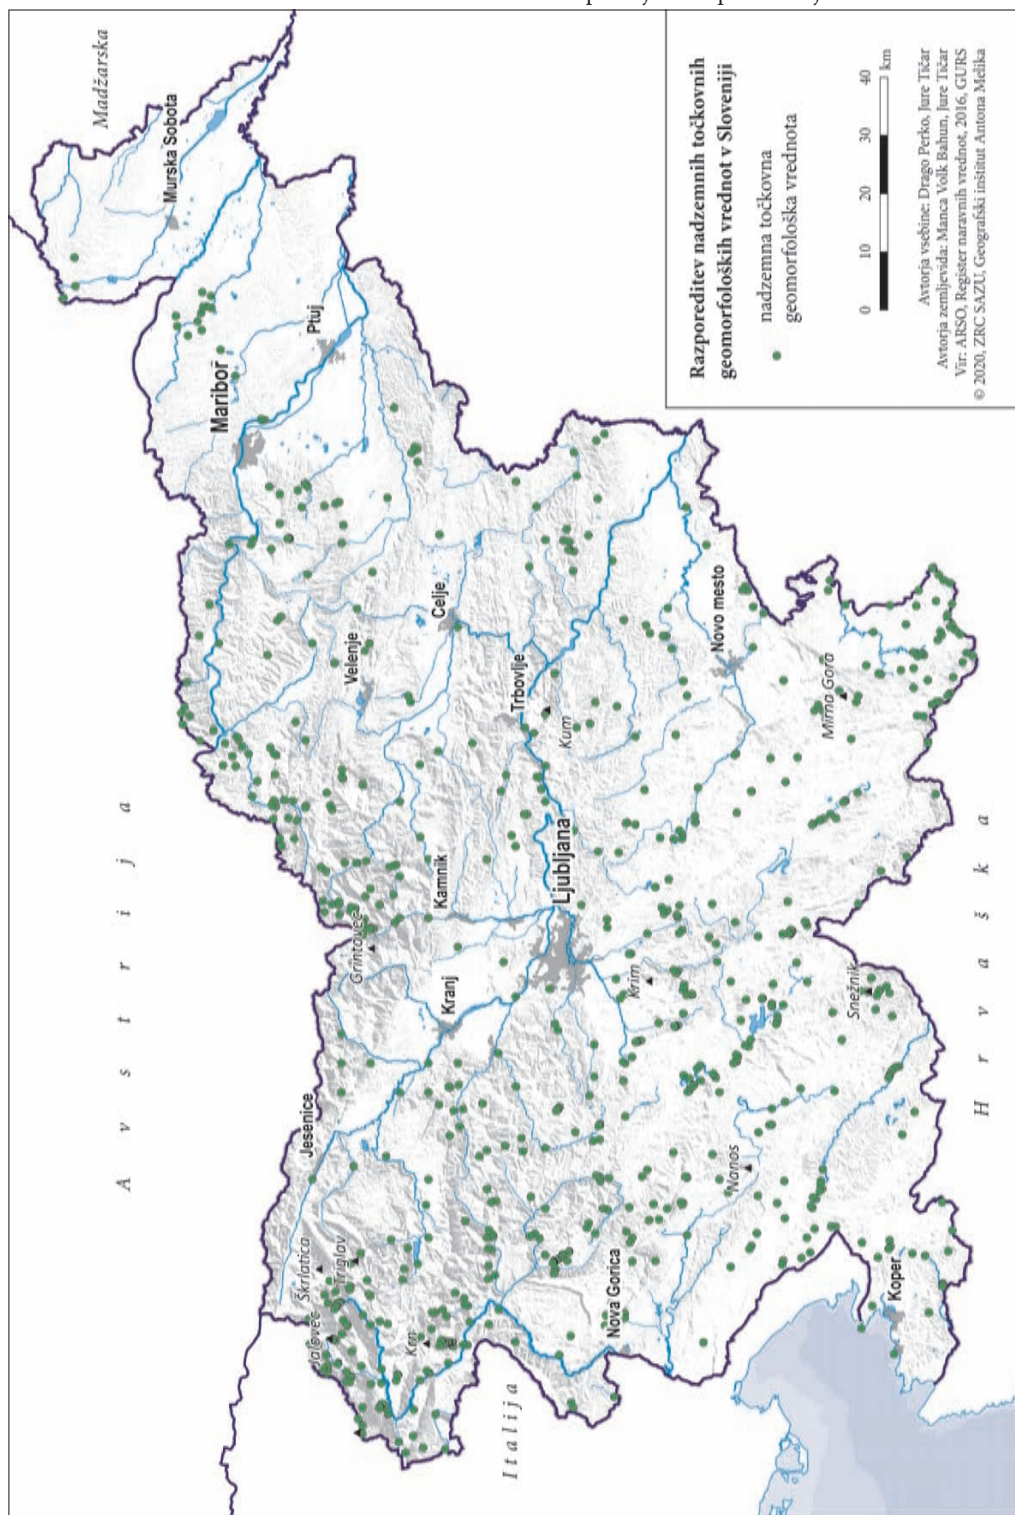 Razporeditev nadzemnih točkovnih
geomorfoloških vrednot v Sloveniji
nadzemna točkovna
geomorfološka vrednota
0 10 20 30 40
km
Avtorja vsebine: Drago Perko, Jure Tičar
Avtorja zemljevida: Manca Volk Bahun, Jure Tičar
Vir: ARSO, Register naravnih vrednot, 2016, GURS
© 2020, ZRC SAZU, Geografski inštitut Antona Melika
Madžarska
Murska Sobota
Avstrija
Maribor
Ptuj
Velenje
Celje
Jesenice
Škrlatica
Jalovec
Triglav
Krn
Grintovec
Kranj
Kamnik
Trbovlje
Kum
Ljubljana
Krim
Novo mesto
Mirna Gora
Snežnik
Nanos
Nova Gorica
Koper
Italija
Hrvaška